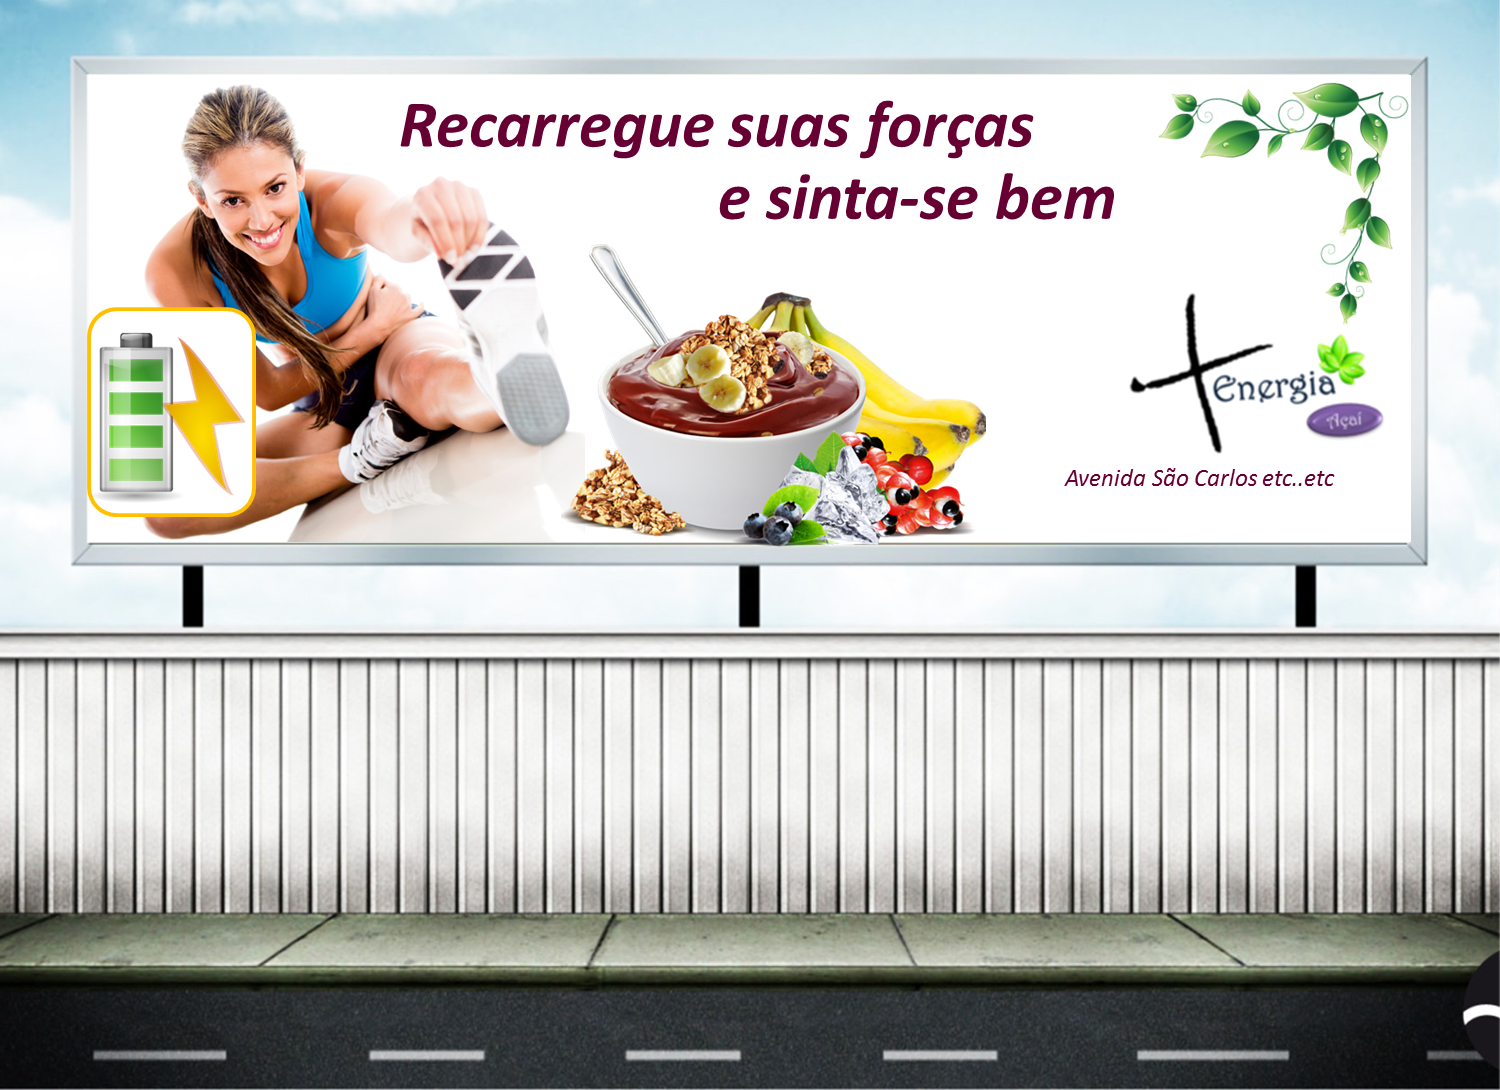 Recarregue suas forças
e sinta-se bem
Energia
Açaí
Avenida São Carlos etc..etc